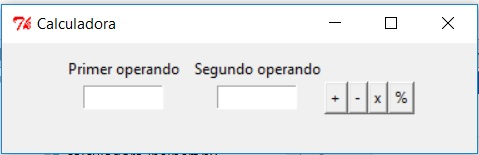 Calculadora
Primer operando Segundo operando
+ - x %